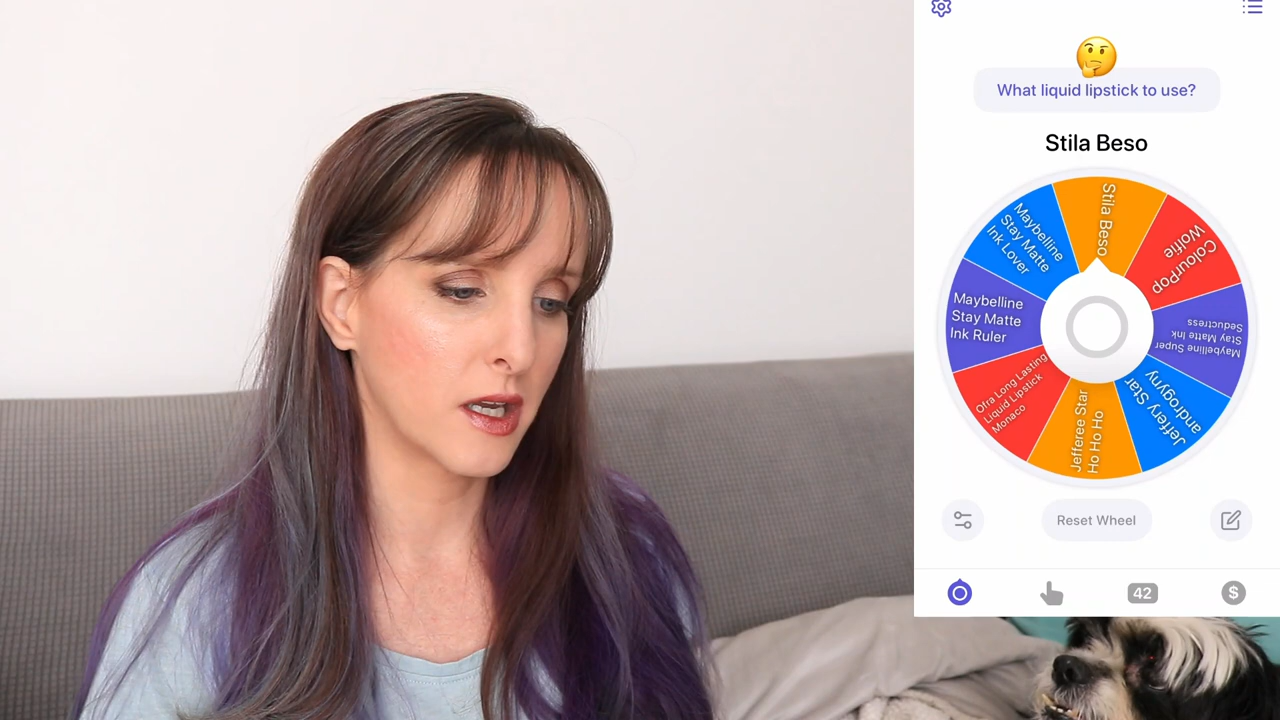 What liquid lipstick to use?
Stila Beso
Stila Beso
ColourPop
Wolfie
Maybelline Super
Stay Matte Ink
Seductress
Jeffery Star
androgyny
Jefferee Star
Ho Ho Ho
Ofra Long Lasting
Liquid Lipstick
Monaco
Maybelline
Stay Matte
Ink Ruler
Maybelline
Stay Matte
Ink Lover
Reset Wheel
42
$